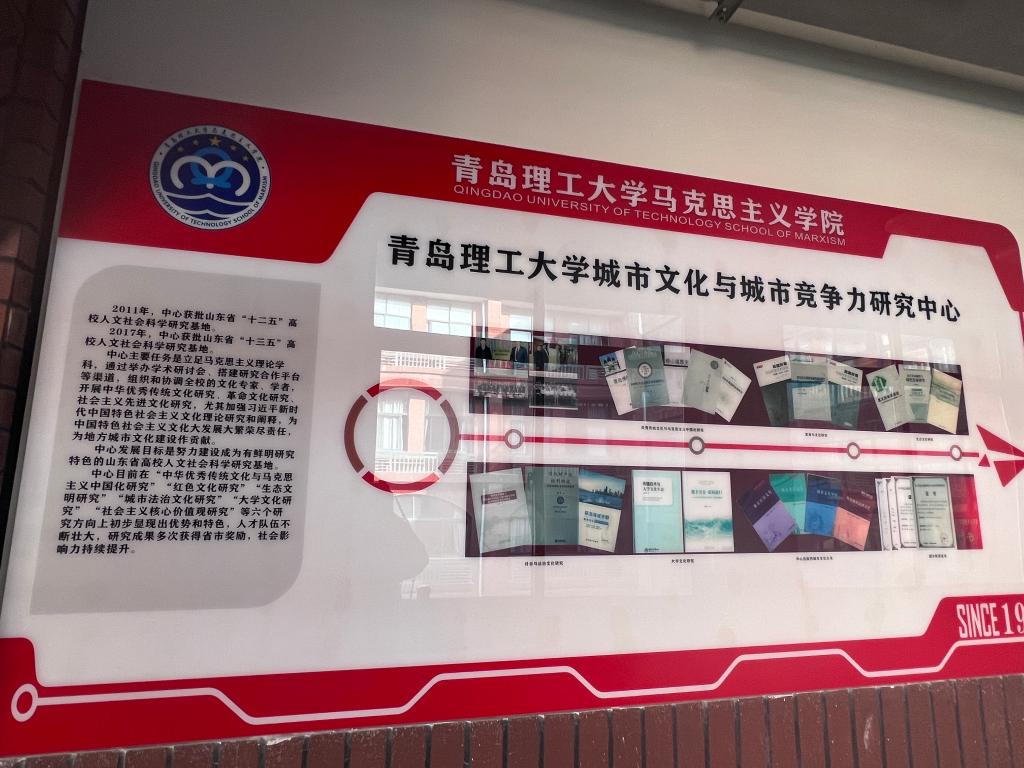 青岛理工大学马克思主义学院
QINGDAO UNIVERSITY OF TECHNOLOGY SCHOOL OF MARXISM
QINGDAO UNIVERSITY OF TECHNOLOGY SCHOOL OF MARXISM
青岛理工大学城市文化与城市竞争力研究中心
2011年,中心获批山东省“十二五”高
校人文社会科学研究基地。
2017年,中心获批山东省“十三五”高
校人文社会科学研究基地。
中心主要任务是立足马克思主义理论学
科,通过举办学术研讨会、搭建研究合作平台
等渠道,组织和协调全校的文化专家、学者,
开展中华优秀传统文化研究、革命文化研究、
社会主义先进文化研究,尤其加强习近平新时
代中国特色社会主义文化理论研究和阐释,为
中国特色社会主义文化大发展大繁荣尽责任,
为地方城市文化建设作贡献。
中心发展目标是努力建设成为有鲜明研究
特色的山东省高校人文社会科学研究基地。
中心目前在“中华优秀传统文化与马克思
主义中国化研究”“红色文化研究”“生态文
明研究”“城市法治文化研究”“大学文化研
究”“社会主义核心价值观研究”等六个研
究方向上初步显现出优势和特色,人才队伍不
断壮大,研究成果多次获得省市奖励,社会影
响力持续提升。
大学文化研究
SINCE 19